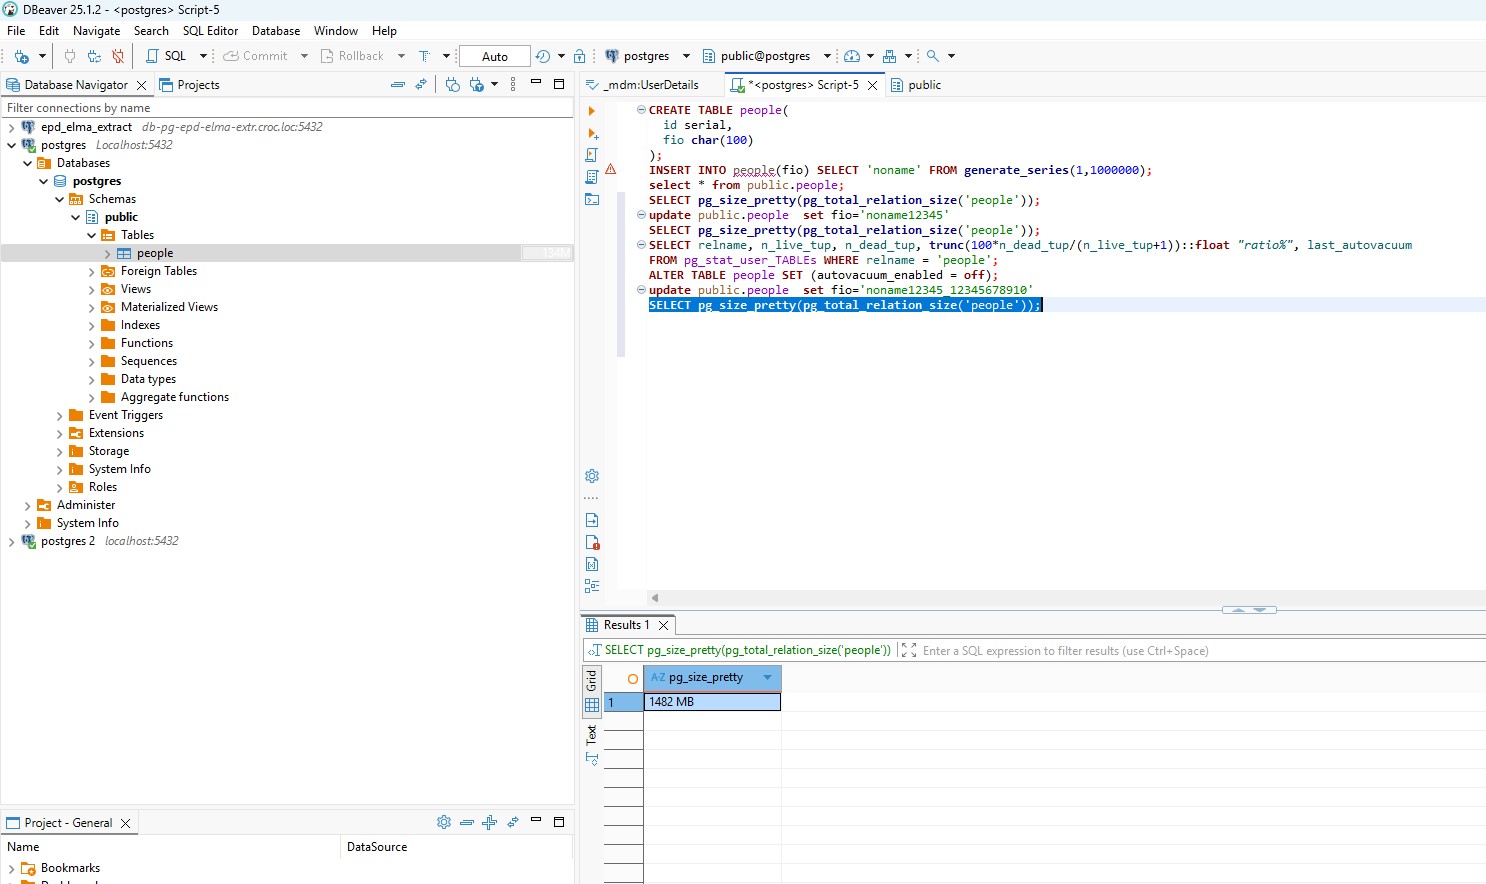 DBeaver 25.1.2 - <postgres> Script-5
File Edit Navigate Search SQL Editor Database Window Help
SQL Commit Rollback T Auto postgres public@postgres
Database Navigator Projects
Filter connections by name
epd_elma_extract db-pg-epd-elma-extr.croc.loc:5432
postgres Localhost:5432
Databases
postgres
Schemas
public
Tables
people 134M
Foreign Tables
Views
Materialized Views
Indexes
Functions
Sequences
Data types
Aggregate functions
Event Triggers
Extensions
Storage
System Info
Roles
Administer
System Info
postgres 2 localhost:5432
Project - General
Name DataSource
Bookmarks
_mdm:UserDetails *<postgres> Script-5 public
CREATE TABLE people(
id serial,
fio char(100)
);
INSERT INTO people(fio) SELECT 'noname' FROM generate_series(1,1000000);
select * from public.people;
SELECT pg_size_pretty(pg_total_relation_size('people'));
update public.people  set fio='noname12345'
SELECT pg_size_pretty(pg_total_relation_size('people'));
SELECT relname, n_live_tup, n_dead_tup, trunc(100*n_dead_tup/(n_live_tup+1))::float "ratio%", last_autovacuum
FROM pg_stat_user_TABLEs WHERE relname = 'people';
ALTER TABLE people SET (autovacuum_enabled = off);
update public.people  set fio='noname12345_12345678910'
SELECT pg_size_pretty(pg_total_relation_size('people'));
Results 1
SELECT pg_size_pretty(pg_total_relation_size('people')) Enter a SQL expression to filter results (use Ctrl+Space)
Grid
Text
A-Z pg_size_pretty
1 1482 MB